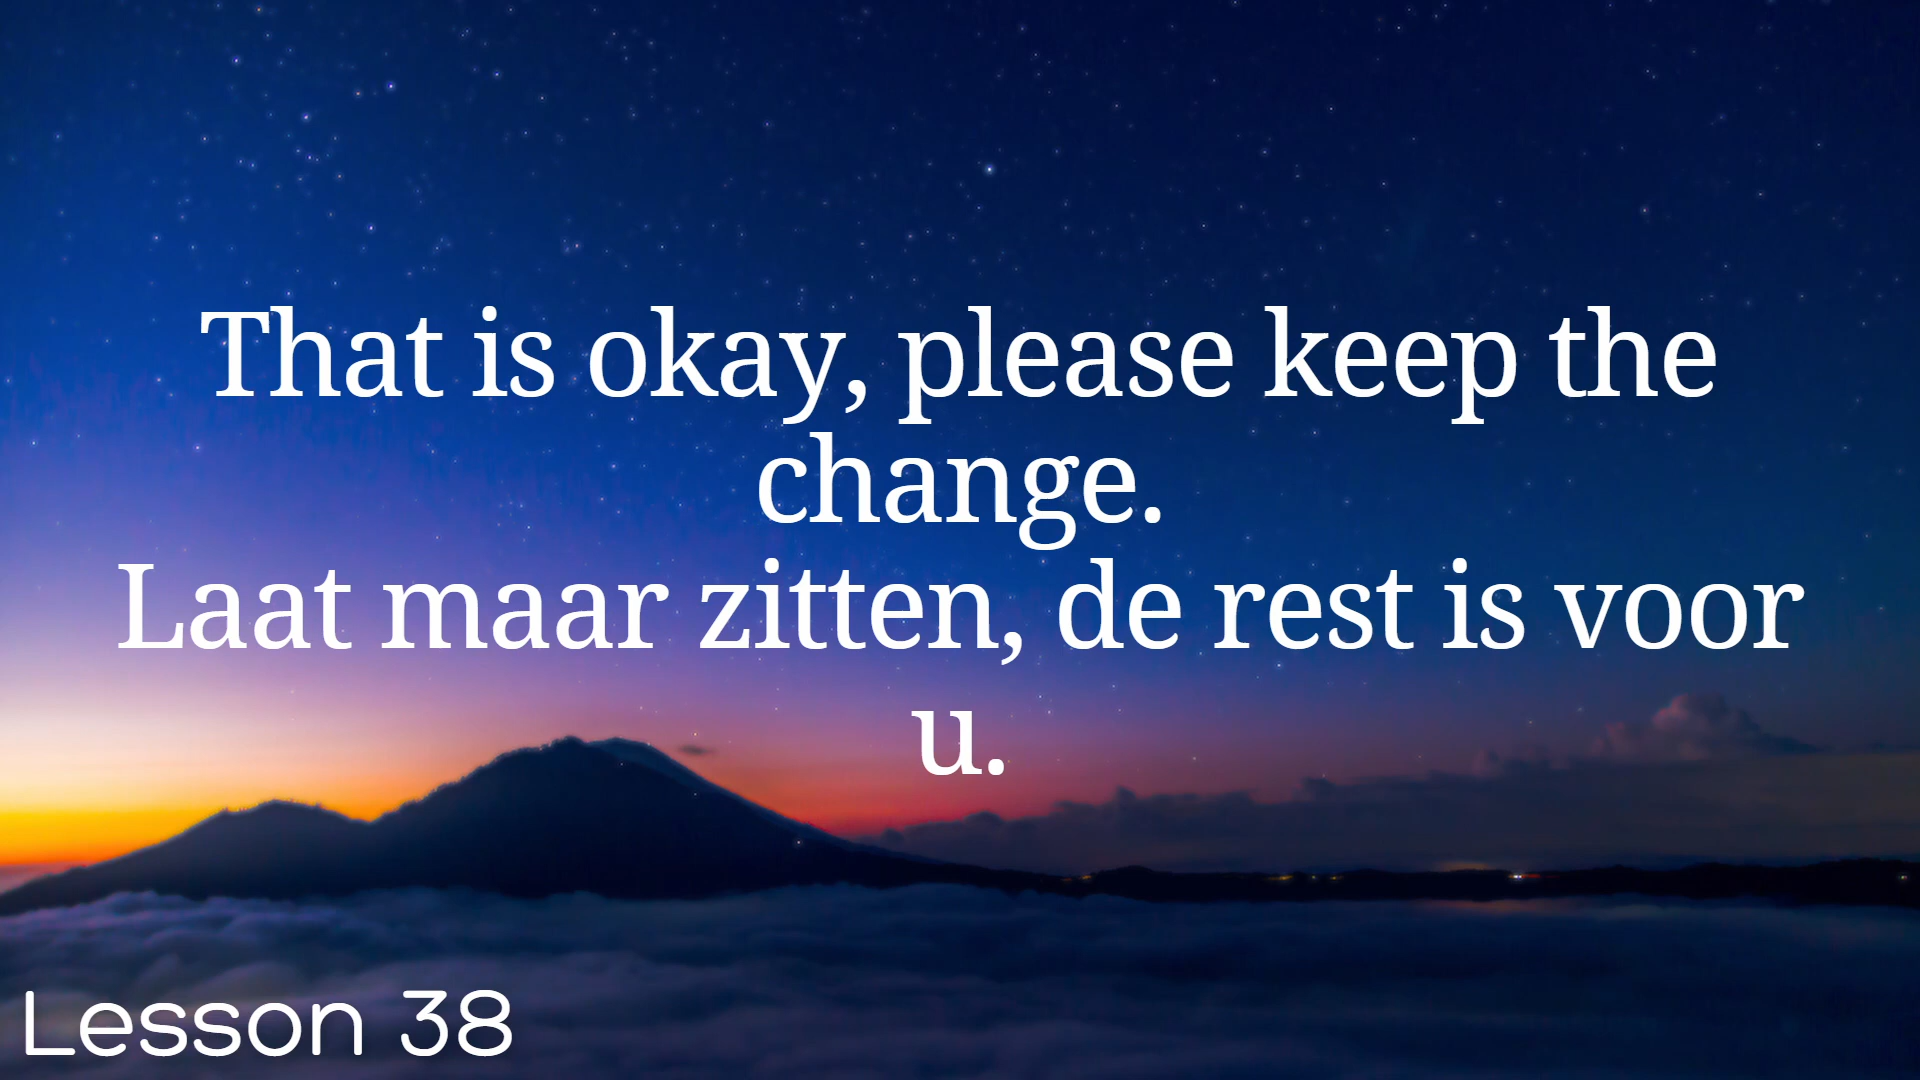 That is okay, please keep the
change.
Laat maar zitten, de rest is voor
u.
Lesson 38